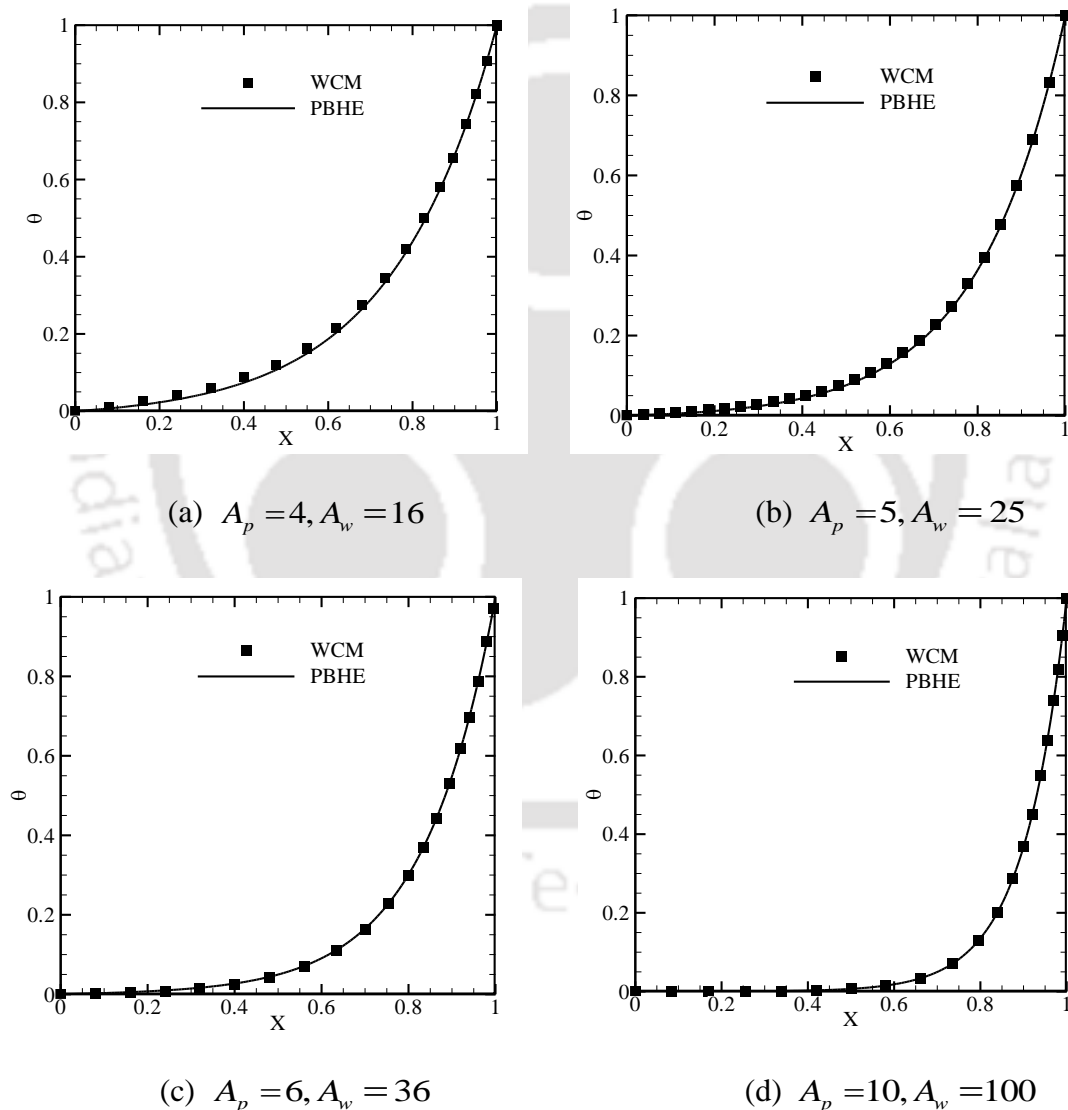 1
0.8
0.6
0.4
0.2
0
θ
WCM
PBHE
0 0.2 0.4 0.6 0.8 1
X
1
0.8
0.6
0.4
0.2
0
θ
WCM
PBHE
0 0.2 0.4 0.6 0.8 1
X
(a) A_p = 4, A_w = 16
(b) A_p = 5, A_w = 25
1
0.8
0.6
0.4
0.2
0
θ
WCM
PBHE
0 0.2 0.4 0.6 0.8 1
X
1
0.8
0.6
0.4
0.2
0
θ
WCM
PBHE
0 0.2 0.4 0.6 0.8 1
X
(c) A_p = 6, A_w = 36
(d) A_p = 10, A_w = 100